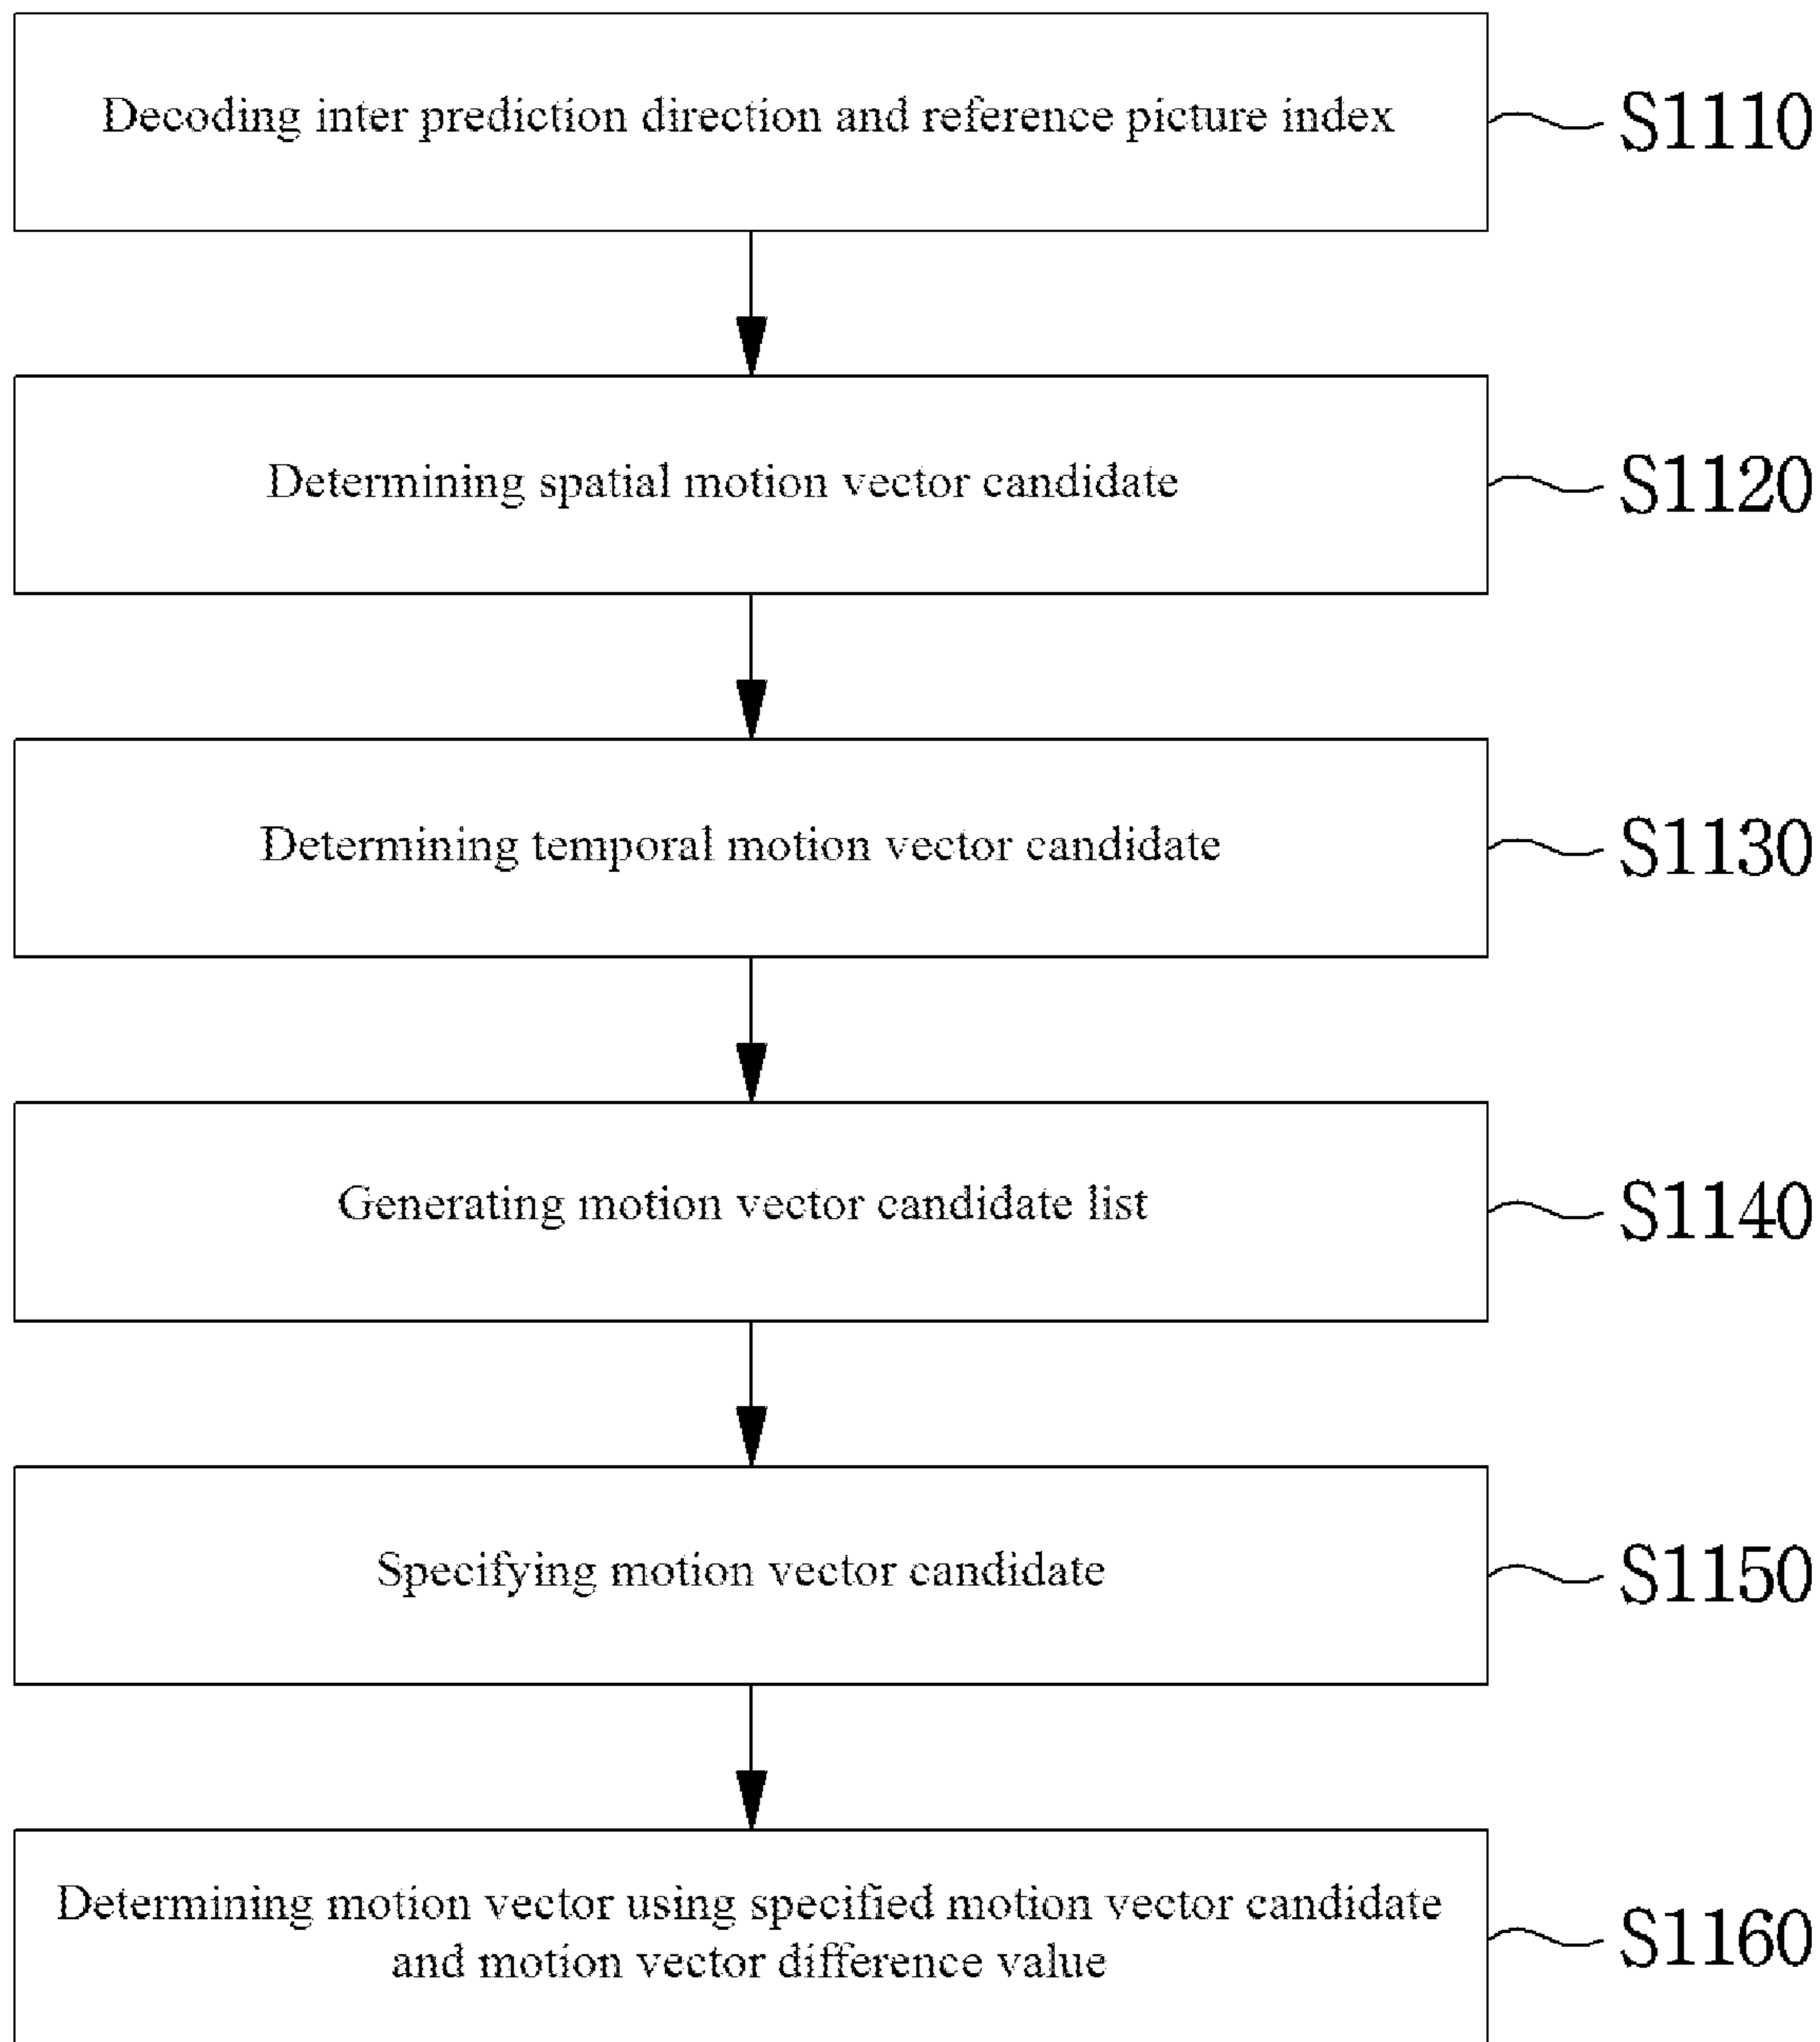 Decoding inter prediction direction and reference picture index
S1110
Determining spatial motion vector candidate
S1120
Determining temporal motion vector candidate
S1130
Generating motion vector candidate list
S1140
Specifying motion vector candidate
S1150
Determining motion vector using specified motion vector candidate
and motion vector difference value
S1160